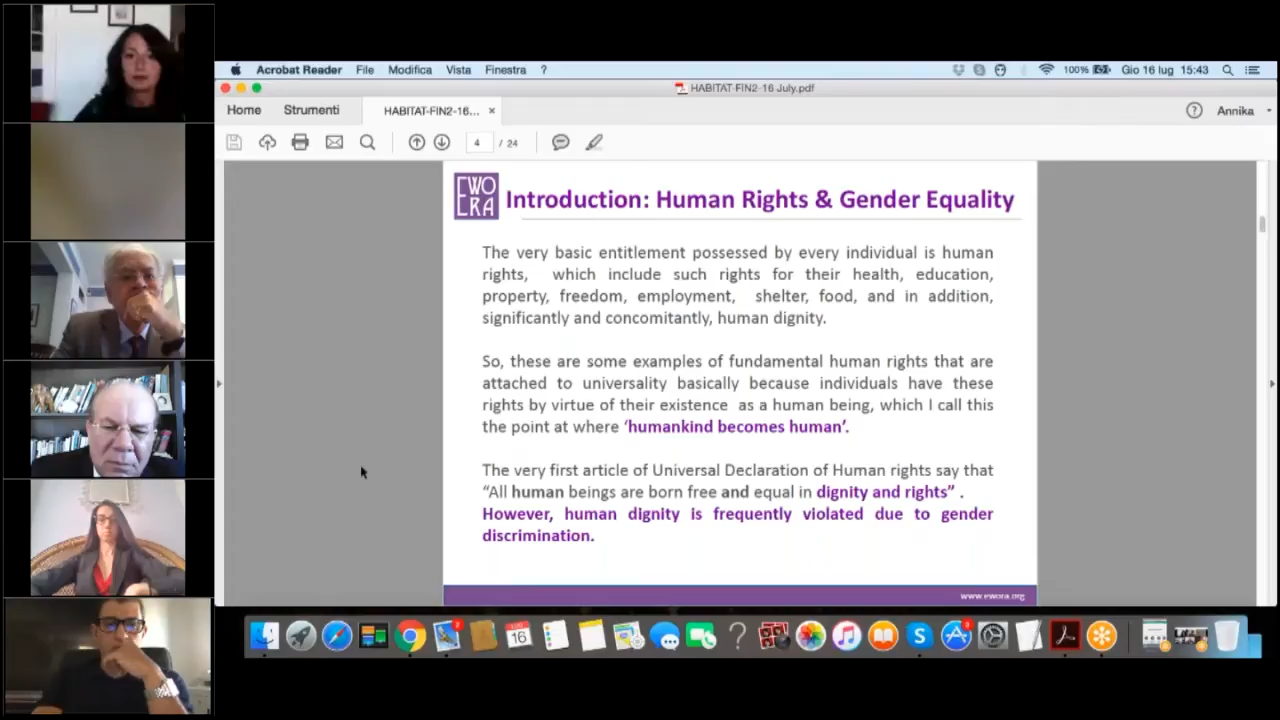 Acrobat Reader File Modifica Vista Finestra ? 100% Gio 16 lug 15:43
HABITAT-FIN2-16 July.pdf
Home Strumenti HABITAT-FIN2-16... × ? Annika
4 / 24
EWO
ERA
Introduction: Human Rights & Gender Equality
The very basic entitlement possessed by every individual is human
rights, which include such rights for their health, education,
property, freedom, employment, shelter, food, and in addition,
significantly and concomitantly, human dignity.
So, these are some examples of fundamental human rights that are
attached to universality basically because individuals have these
rights by virtue of their existence as a human being, which I call this
the point at where ‘humankind becomes human’.
The very first article of Universal Declaration of Human rights say that
“All human beings are born free and equal in dignity and rights” .
However, human dignity is frequently violated due to gender
discrimination.
www.ewora.org
16